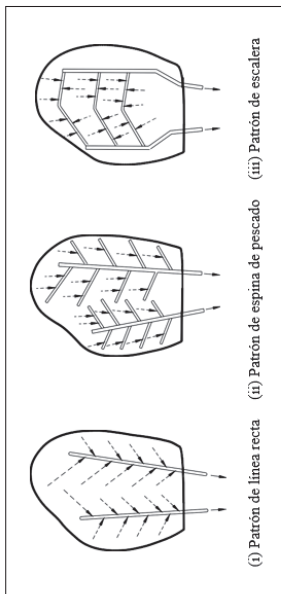 (i) Patrón de línea recta
(ii) Patrón de espina de pescado
(iii) Patrón de escalera